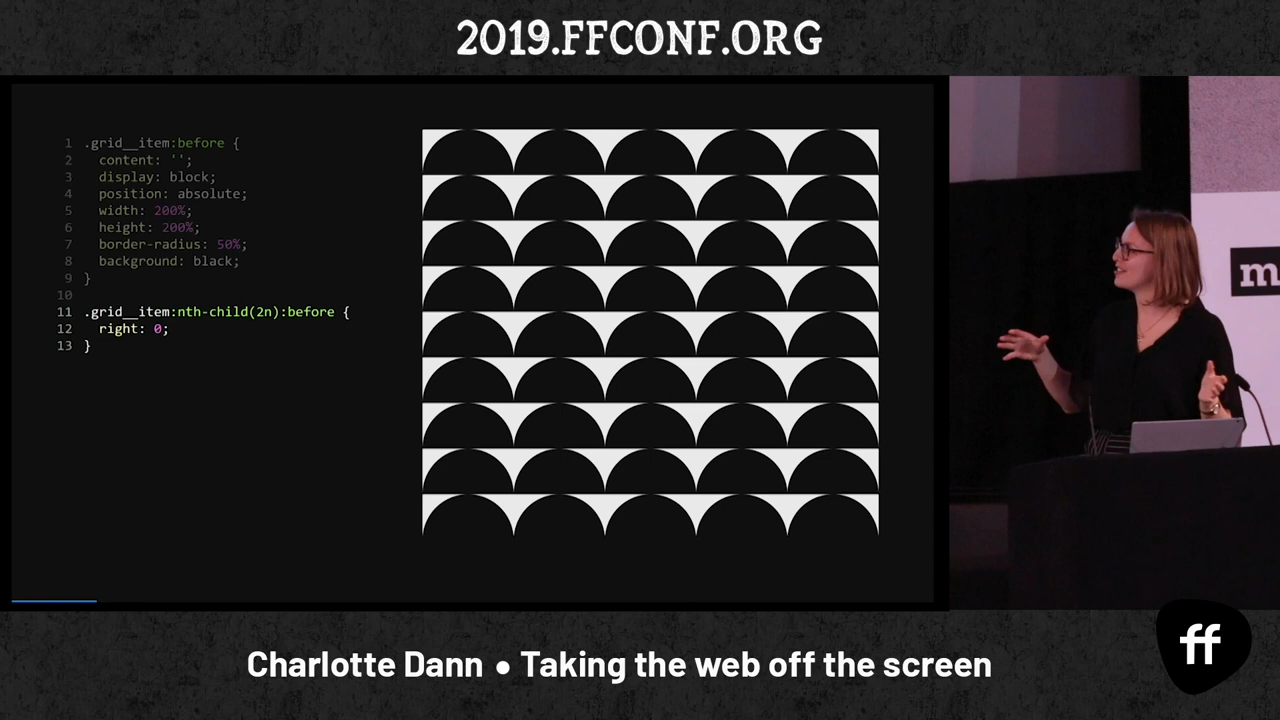 2019.FFCONF.ORG
1 .grid__item:before {
2 content: '';
3 display: block;
4 position: absolute;
5 width: 200%;
6 height: 200%;
7 border-radius: 50%;
8 background: black;
9 }
10
11 .grid__item:nth-child(2n):before {
12 right: 0;
13 }
m
Charlotte Dann • Taking the web off the screen
ff